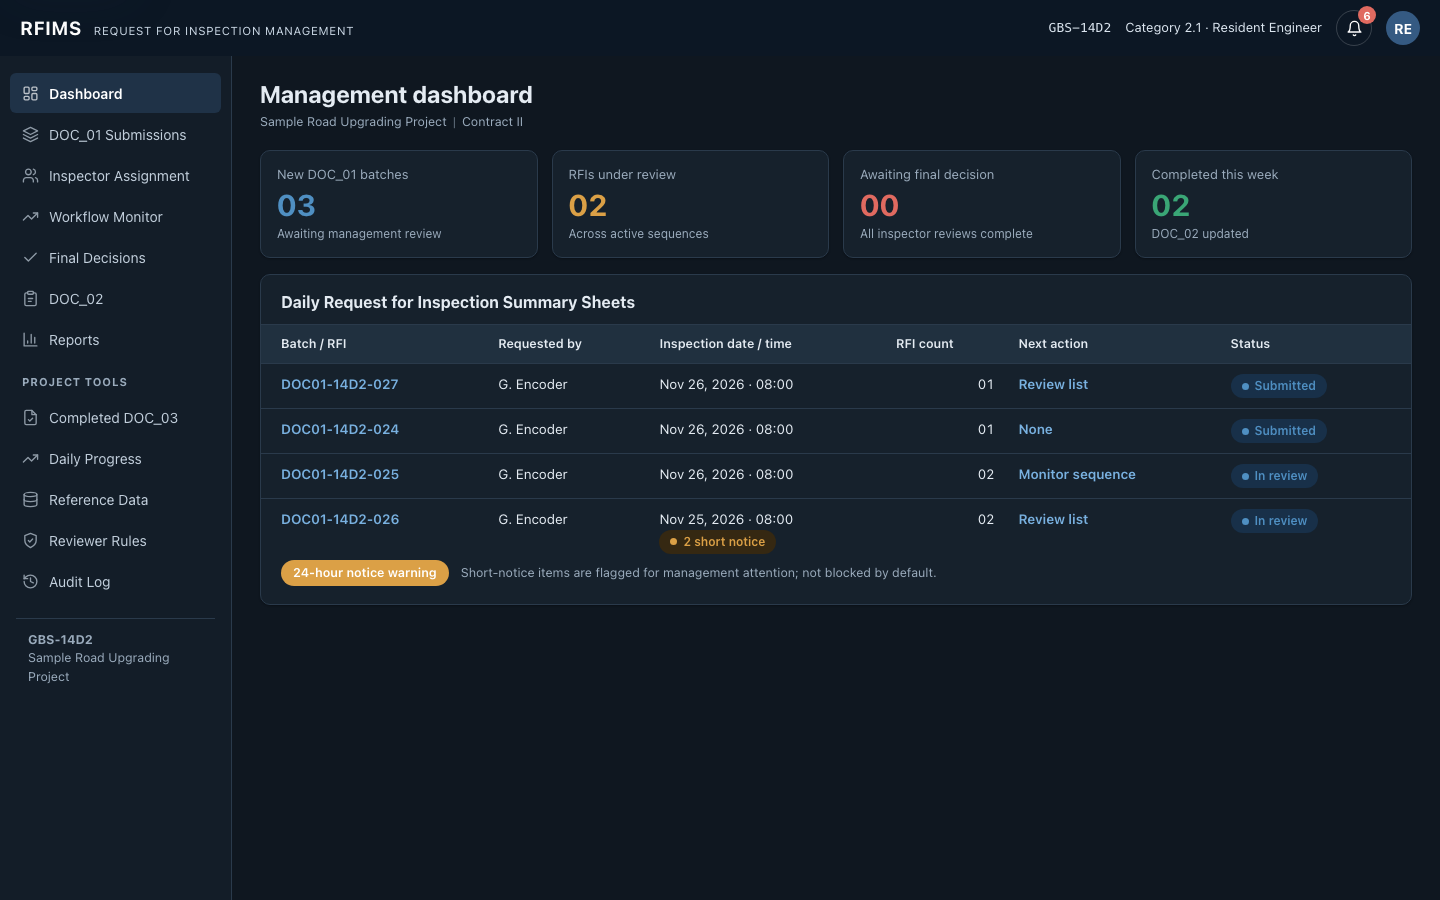 RFIMS REQUEST FOR INSPECTION MANAGEMENT
GBS-14D2 Category 2.1 · Resident Engineer 6 RE
Dashboard
DOC_01 Submissions
Inspector Assignment
Workflow Monitor
Final Decisions
DOC_02
Reports
PROJECT TOOLS
Completed DOC_03
Daily Progress
Reference Data
Reviewer Rules
Audit Log
GBS-14D2
Sample Road Upgrading
Project
Management dashboard
Sample Road Upgrading Project | Contract II
New DOC_01 batches
03
Awaiting management review
RFIs under review
02
Across active sequences
Awaiting final decision
00
All inspector reviews complete
Completed this week
02
DOC_02 updated
Daily Request for Inspection Summary Sheets
Batch / RFI Requested by Inspection date / time RFI count Next action Status
DOC01-14D2-027 G. Encoder Nov 26, 2026 · 08:00 01 Review list Submitted
DOC01-14D2-024 G. Encoder Nov 26, 2026 · 08:00 01 None Submitted
DOC01-14D2-025 G. Encoder Nov 26, 2026 · 08:00 02 Monitor sequence In review
DOC01-14D2-026 G. Encoder Nov 25, 2026 · 08:00 02 Review list In review
2 short notice
24-hour notice warning Short-notice items are flagged for management attention; not blocked by default.